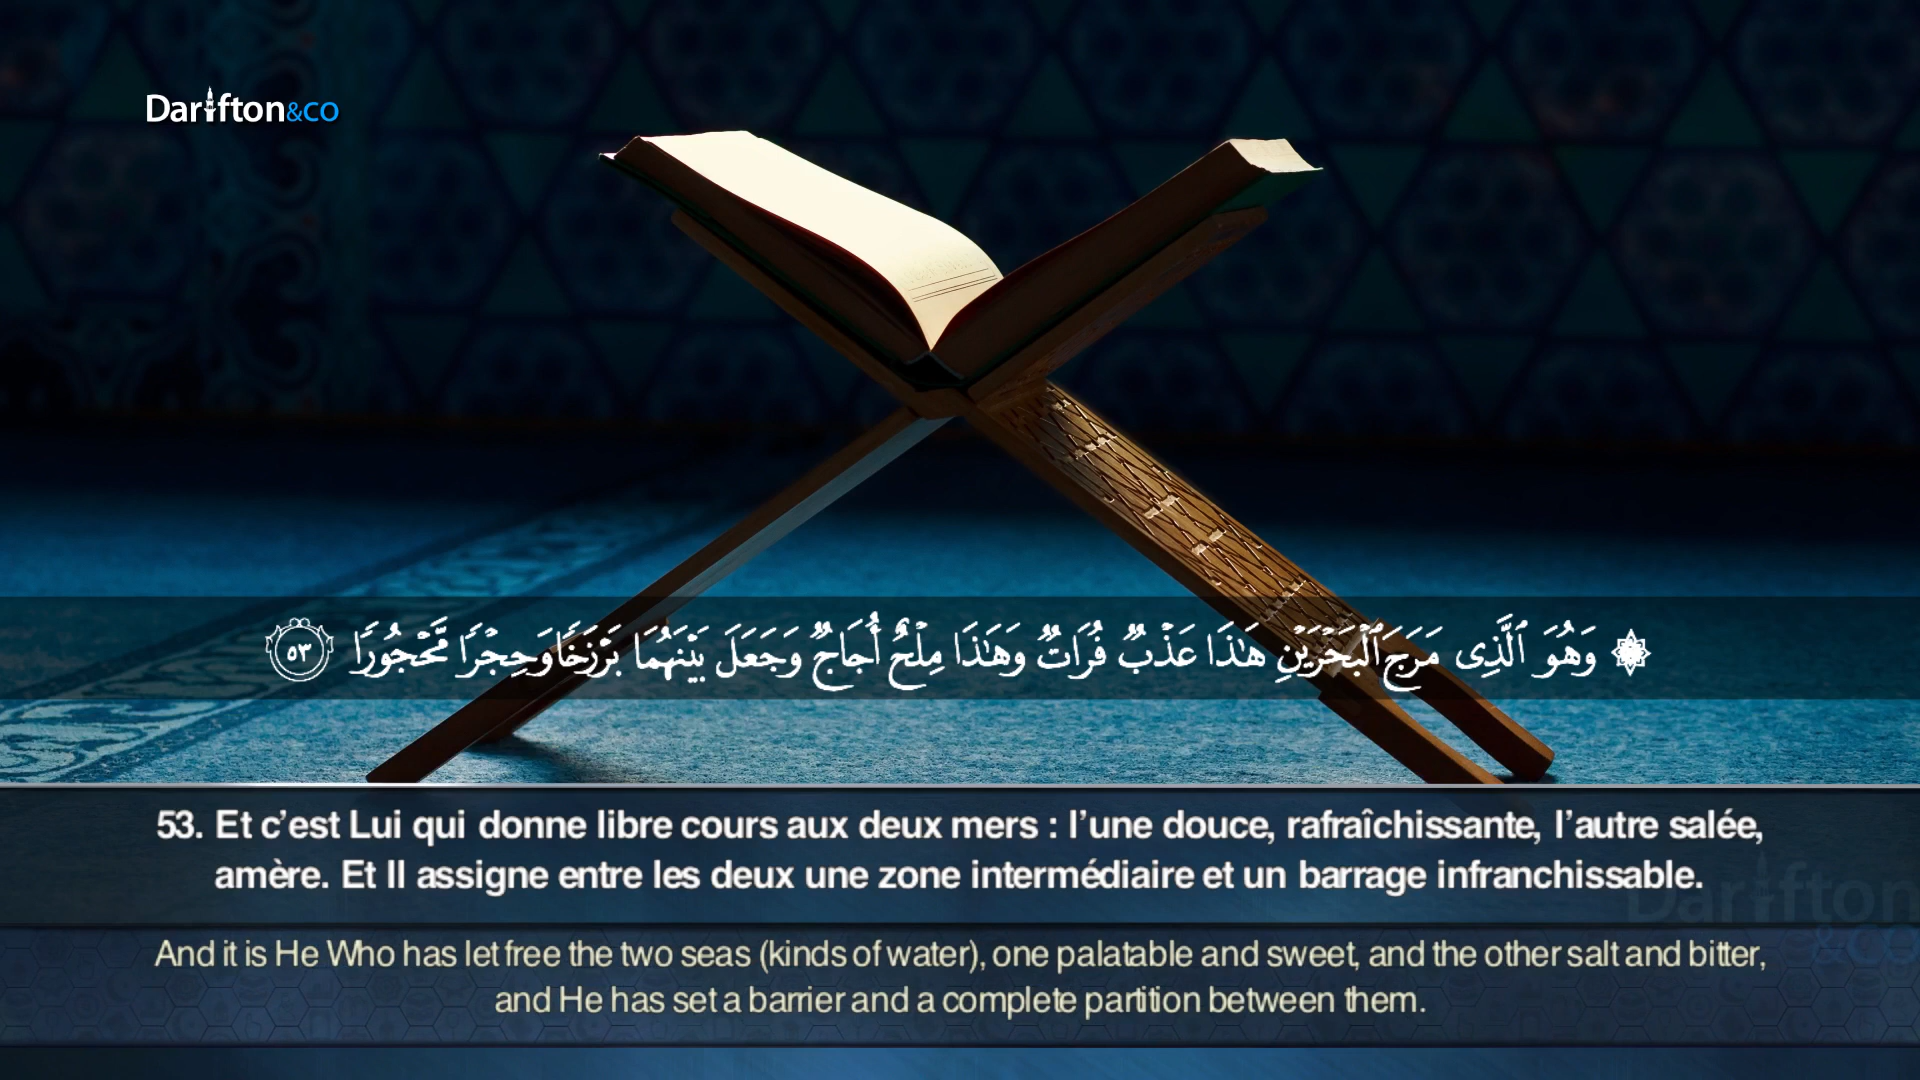 Darifton&CO
۞ وَهُوَ ٱلَّذِى مَرَجَ ٱلْبَحْرَيْنِ هَٰذَا عَذْبٌ فُرَاتٌ وَهَٰذَا مِلْحٌ أُجَاجٌ وَجَعَلَ بَيْنَهُمَا بَرْزَخًا وَحِجْرًا مَّحْجُورًا ٥٣
53. Et c’est Lui qui donne libre cours aux deux mers : l’une douce, rafraîchissante, l’autre salée,
amère. Et Il assigne entre les deux une zone intermédiaire et un barrage infranchissable.
Darifton
&CO
And it is He Who has let free the two seas (kinds of water), one palatable and sweet, and the other salt and bitter,
and He has set a barrier and a complete partition between them.